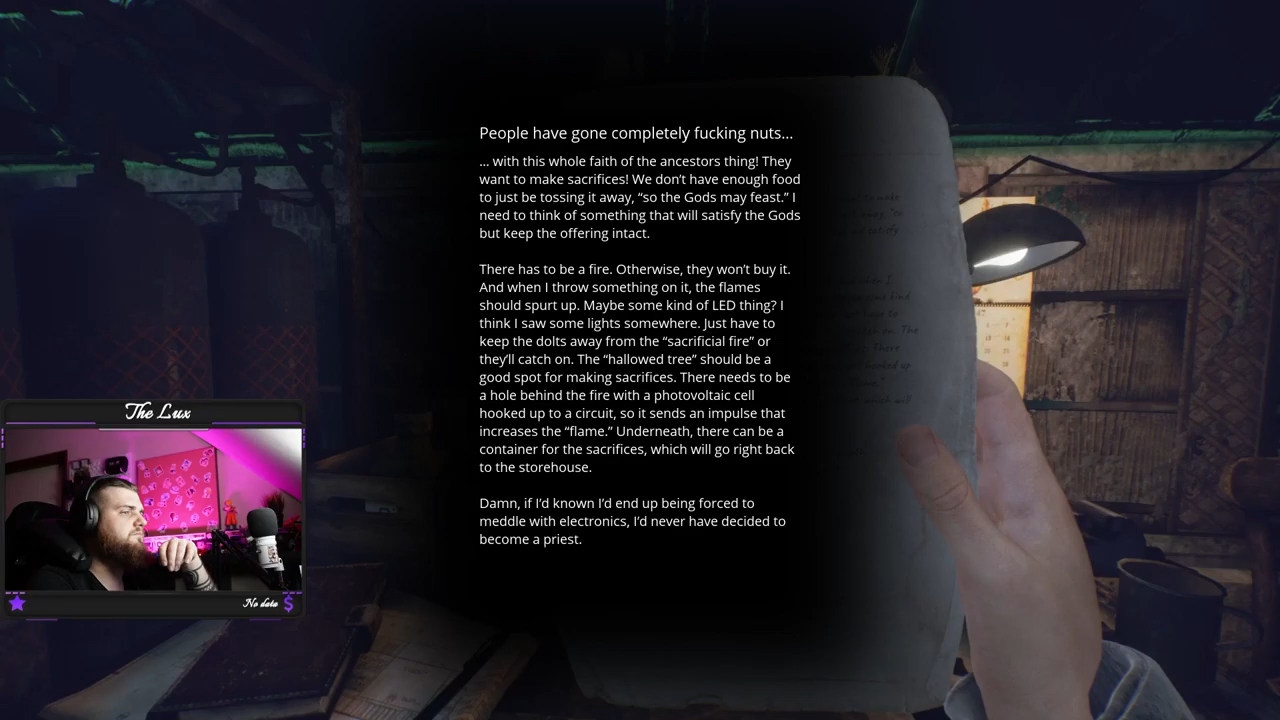 People have gone completely fucking nuts...
... with this whole faith of the ancestors thing! They
want to make sacrifices! We don't have enough food
to just be tossing it away, “so the Gods may feast.” I
need to think of something that will satisfy the Gods
but keep the offering intact.
There has to be a fire. Otherwise, they won't buy it.
And when I throw something on it, the flames
should spurt up. Maybe some kind of LED thing? I
think I saw some lights somewhere. Just have to
keep the dolts away from the “sacrificial fire” or
they'll catch on. The “hallowed tree” should be a
good spot for making sacrifices. There needs to be
a hole behind the fire with a photovoltaic cell
hooked up to a circuit, so it sends an impulse that
increases the “flame.” Underneath, there can be a
container for the sacrifices, which will go right back
to the storehouse.
Damn, if I'd known I'd end up being forced to
meddle with electronics, I'd never have decided to
become a priest.
The Lux
No data $